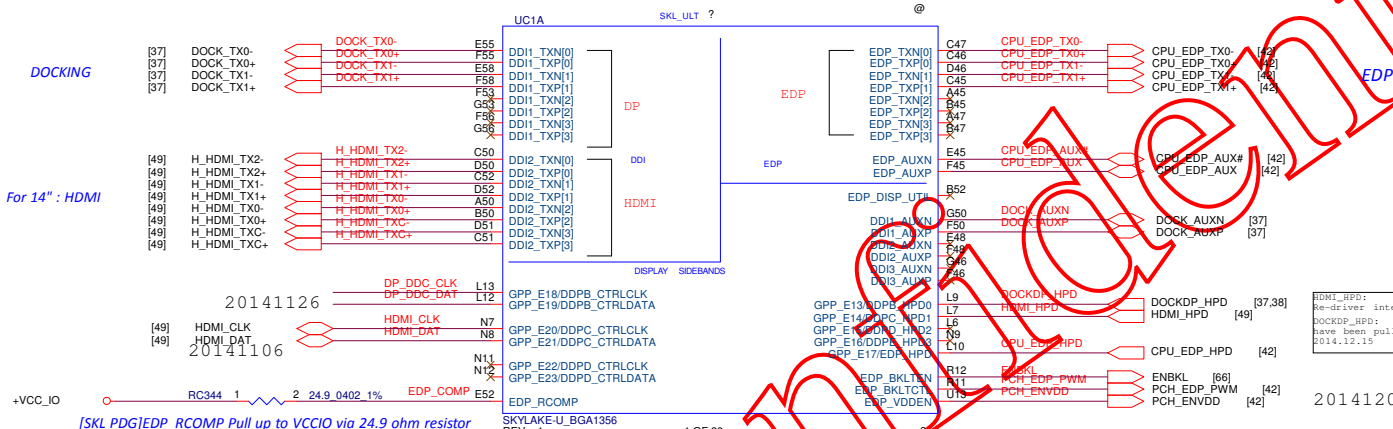 UC1A
SKL_ULT ?
@
DOCKING
[37] DOCK_TX0- DOCK_TX0- E55 DDI1_TXN[0]
[37] DOCK_TX0+ DOCK_TX0+ F55 DDI1_TXP[0]
[37] DOCK_TX1- DOCK_TX1- E58 DDI1_TXN[1]
[37] DOCK_TX1+ DOCK_TX1+ F58 DDI1_TXP[1]
F53 DDI1_TXN[2]
G53 DDI1_TXP[2]
F56 DDI1_TXN[3]
G56 DDI1_TXP[3]
DP
EDP
EDP_TXN[0] C47 CPU_EDP_TX0- CPU_EDP_TX0- [42]
EDP_TXP[0] C46 CPU_EDP_TX0+ CPU_EDP_TX0+ [42]
EDP_TXN[1] D46 CPU_EDP_TX1- CPU_EDP_TX1- [42]
EDP_TXP[1] C45 CPU_EDP_TX1+ CPU_EDP_TX1+ [42]
EDP_TXN[2] A45
EDP_TXP[2] B45
EDP_TXN[3] A47
EDP_TXP[3] B47
EDP
For 14" : HDMI
[49] H_HDMI_TX2- H_HDMI_TX2- C50 DDI2_TXN[0]
[49] H_HDMI_TX2+ H_HDMI_TX2+ D50 DDI2_TXP[0]
[49] H_HDMI_TX1- H_HDMI_TX1- C52 DDI2_TXN[1]
[49] H_HDMI_TX1+ H_HDMI_TX1+ D52 DDI2_TXP[1]
[49] H_HDMI_TX0- H_HDMI_TX0- A50 DDI2_TXN[2]
[49] H_HDMI_TX0+ H_HDMI_TX0+ B50 DDI2_TXP[2]
[49] H_HDMI_TXC- H_HDMI_TXC- D51 DDI2_TXN[3]
[49] H_HDMI_TXC+ H_HDMI_TXC+ C51 DDI2_TXP[3]
HDMI
DDI
EDP
EDP_AUXN E45 CPU_EDP_AUX# CPU_EDP_AUX# [42]
EDP_AUXP F45 CPU_EDP_AUX CPU_EDP_AUX [42]
EDP_DISP_UTIL B52
DDI1_AUXN G50 DOCK_AUXN DOCK_AUXN [37]
DDI1_AUXP F50 DOCK_AUXP DOCK_AUXP [37]
DDI2_AUXN E48
DDI2_AUXP F48
DDI3_AUXN G46
DDI3_AUXP F46
DISPLAY SIDEBANDS
DP_DDC_CLK L13 GPP_E18/DDPB_CTRLCLK
20141126 DP_DDC_DAT L12 GPP_E19/DDPB_CTRLDATA
[49] HDMI_CLK HDMI_CLK N7 GPP_E20/DDPC_CTRLCLK
[49] HDMI_DAT HDMI_DAT N8 GPP_E21/DDPC_CTRLDATA
20141106
N11 GPP_E22/DDPD_CTRLCLK
N12 GPP_E23/DDPD_CTRLDATA
GPP_E13/DDPB_HPD0 L9 DOCKDP_HPD DOCKDP_HPD [37,38]
GPP_E14/DDPC_HPD1 L7 HDMI_HPD HDMI_HPD [49]
GPP_E15/DDPD_HPD2 L6
GPP_E16/DDPE_HPD3 N9
GPP_E17/EDP_HPD L10 CPU_EDP_HPD CPU_EDP_HPD [42]
HDMI_HPD:
Re-driver inte
DOCKDP_HPD:
have been pul
2014.12.15
EDP_BKLTEN R12 ENBKL ENBKL [66]
EDP_BKLTCTL R11 PCH_EDP_PWM PCH_EDP_PWM [42]
EDP_VDDEN U13 PCH_ENVDD PCH_ENVDD [42]
2014120
+VCC_IO RC344 1 2 24.9_0402_1% EDP_COMP E52 EDP_RCOMP
[SKL PDG]EDP_RCOMP Pull up to VCCIO via 24.9 ohm resistor
SKYLAKE-U_BGA1356